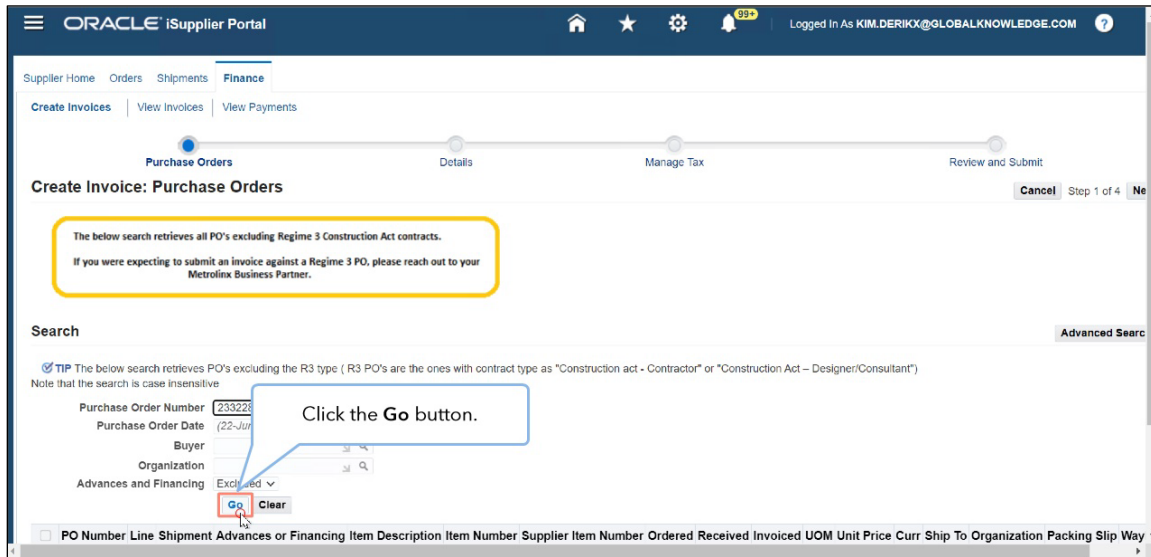 ORACLE iSupplier Portal
99+
Logged In As KIM.DERIKX@GLOBALKNOWLEDGE.COM
?
Supplier Home Orders Shipments Finance
Create Invoices View Invoices View Payments
Purchase Orders Details Manage Tax Review and Submit
Create Invoice: Purchase Orders
Cancel Step 1 of 4 Ne
The below search retrieves all PO's excluding Regime 3 Construction Act contracts.
If you were expecting to submit an invoice against a Regime 3 PO, please reach out to your
Metrolinx Business Partner.
Search
Advanced Searc
TIP The below search retrieves PO's excluding the R3 type ( R3 PO's are the ones with contract type as "Construction act - Contractor" or "Construction Act – Designer/Consultant")
Note that the search is case insensitive
Purchase Order Number 233228
Click the Go button.
Purchase Order Date (22-Jun
Buyer
Organization
Advances and Financing Excluded
Go Clear
PO Number Line Shipment Advances or Financing Item Description Item Number Supplier Item Number Ordered Received Invoiced UOM Unit Price Curr Ship To Organization Packing Slip Way